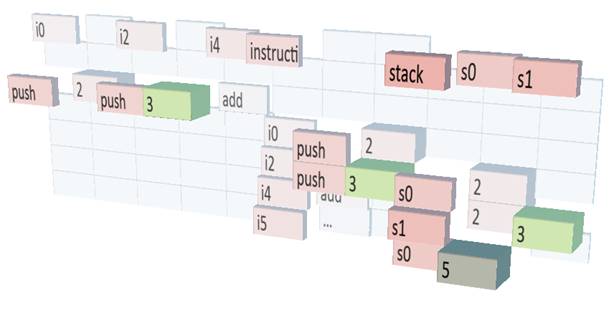 i0 i2 i4 instructi
stack s0 s1
push 2 push 3 add
i0 push 2
i2 push 3 s0 2
i4 add s1 2 3
i5 ... s0 5